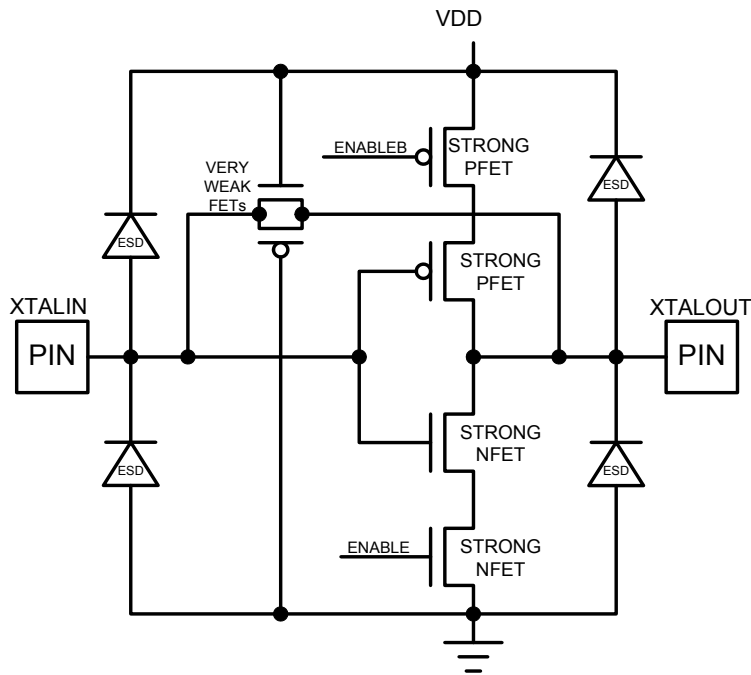 VDD
ENABLEB
STRONG
PFET
VERY
WEAK
FETs
ESD
ESD
STRONG
PFET
XTALIN
PIN
XTALOUT
PIN
STRONG
NFET
ESD
ESD
ENABLE
STRONG
NFET